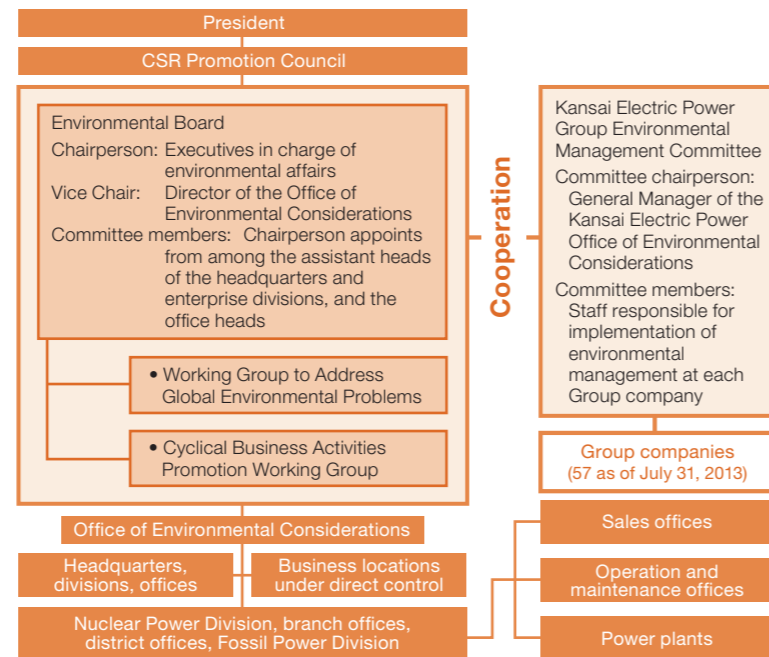 President
CSR Promotion Council
Environmental Board
Chairperson: Executives in charge of
environmental affairs
Vice Chair: Director of the Office of
Environmental Considerations
Committee members: Chairperson appoints
from among the assistant heads
of the headquarters and
enterprise divisions, and the
office heads
• Working Group to Address
Global Environmental Problems
• Cyclical Business Activities
Promotion Working Group
Cooperation
Kansai Electric Power
Group Environmental
Management Committee
Committee chairperson:
General Manager of the
Kansai Electric Power
Office of Environmental
Considerations
Committee members:
Staff responsible for
implementation of
environmental
management at each
Group company
Group companies
(57 as of July 31, 2013)
Office of Environmental Considerations
Headquarters,
divisions, offices
Business locations
under direct control
Nuclear Power Division, branch offices,
district offices, Fossil Power Division
Sales offices
Operation and
maintenance offices
Power plants